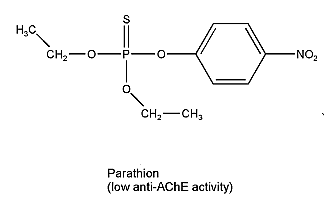 S
H₃C
CH₂—O—P—O
NO₂
O
CH₂—CH₃
Parathion
(low anti-AChE activity)